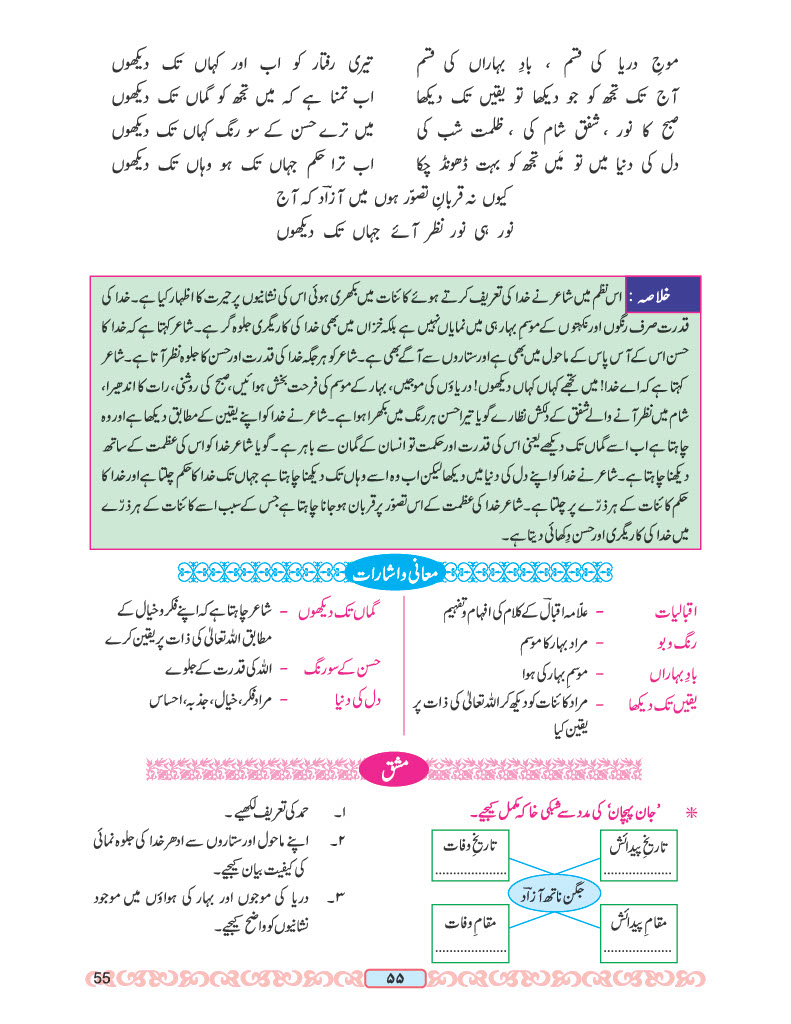 موجِ دریا کی قسم ، بادِ بہاراں کی قسم تیری رفتار کو اب اور کہاں تک دیکھوں
آج تک تجھ کو جو دیکھا تو یقیں تک دیکھا اب تمنا ہے کہ میں تجھ کو گماں تک دیکھوں
صبح کا نور ، شفق شام کی ، ظلمت شب کی میں ترے حسن کے سو رنگ کہاں تک دیکھوں
دل کی دنیا میں تو مَیں تجھ کو بہت ڈھونڈ چکا اب ترا حکم جہاں تک ہو وہاں تک دیکھوں
کیوں نہ قربانِ تصوّر ہوں میں آزادؔ کہ آج
نور ہی نور نظر آئے جہاں تک دیکھوں
خلاصہ : اس نظم میں شاعر نے خدا کی تعریف کرتے ہوئے کائنات میں بکھری ہوئی اس کی نشانیوں پر حیرت کا اظہار کیا ہے۔ خدا کی
قدرت صرف رنگوں اور نکہتوں کے موسمِ بہار ہی میں نمایاں نہیں ہے بلکہ خزاں میں بھی خدا کی کاریگری جلوہ گر ہے۔ شاعر کہتا ہے کہ خدا کا
حسن اس کے آس پاس کے ماحول میں بھی ہے اور ستاروں سے آگے بھی ہے۔ شاعر کو ہر جگہ خدا کی قدرت اور حسن کا جلوہ نظر آتا ہے۔ شاعر
کہتا ہے کہ اے خدا! میں تجھے کہاں کہاں دیکھوں! دریاؤں کی موجیں، بہار کے موسم کی فرحت بخش ہوائیں، صبح کی روشنی، رات کا اندھیرا،
شام میں نظر آنے والے شفق کے دلکش نظارے گویا تیرا حسن ہر رنگ میں بکھرا ہوا ہے۔ شاعر نے خدا کو اپنے یقین کے مطابق دیکھا ہے اور وہ
چاہتا ہے اب اسے گماں تک دیکھے یعنی اس کی قدرت اور حکمت تو انسان کے گمان سے باہر ہے۔ گویا شاعر خدا کو اس کی عظمت کے ساتھ
دیکھنا چاہتا ہے۔ شاعر نے خدا کو اپنے دل کی دنیا میں دیکھا لیکن اب وہ اسے وہاں تک دیکھنا چاہتا ہے جہاں تک خدا کا حکم چلتا ہے اور خدا کا
حکم کائنات کے ہر ذرّے پر چلتا ہے۔ شاعر خدا کی عظمت کے اس تصوّر پر قربان ہو جانا چاہتا ہے جس کے سبب اسے کائنات کے ہر ذرّے
میں خدا کی کاریگری اور حسن دِکھائی دیتا ہے۔
معانی و اشارات
اقبالیات – علّامہ اقبالؔ کے کلام کی افہام و تفہیم
رنگ و بو – مراد بہار کا موسم
بادِ بہاراں – موسمِ بہار کی ہوا
یقیں تک دیکھا – مراد کائنات کو دیکھ کر اللہ تعالیٰ کی ذات پر
یقین کیا
گماں تک دیکھوں – شاعر چاہتا ہے کہ اپنے فکر و خیال کے
مطابق اللہ تعالیٰ کی ذات پر یقین کرے
حسن کے سو رنگ – اللہ کی قدرت کے جلوے
دل کی دنیا – مراد فکر، خیال، جذبہ، احساس
مشق
* ’جان پہچان‘ کی مدد سے شبکی خاکہ مکمل کیجیے۔
تاریخِ پیدائش
....................
تاریخِ وفات
....................
جگن ناتھ آزادؔ
مقامِ پیدائش
....................
مقامِ وفات
....................
۱۔ حمد کی تعریف لکھیے۔
۲۔ اپنے ماحول اور ستاروں سے ادھر خدا کی جلوہ نمائی
کی کیفیت بیان کیجیے۔
۳۔ دریا کی موجوں اور بہار کی ہواؤں میں موجود
نشانیوں کو واضح کیجیے۔
۵۵
55